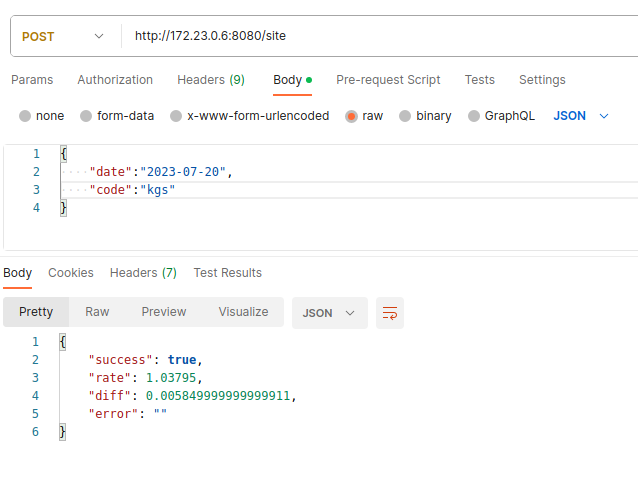 POST http://172.23.0.6:8080/site
Params Authorization Headers (9) Body Pre-request Script Tests Settings
none form-data x-www-form-urlencoded raw binary GraphQL JSON
1 {
2 ····"date":"2023-07-20",
3 ····"code":"kgs"
4 }
Body Cookies Headers (7) Test Results
Pretty Raw Preview Visualize JSON
1 {
2 "success": true,
3 "rate": 1.03795,
4 "diff": 0.005849999999999911,
5 "error": ""
6 }